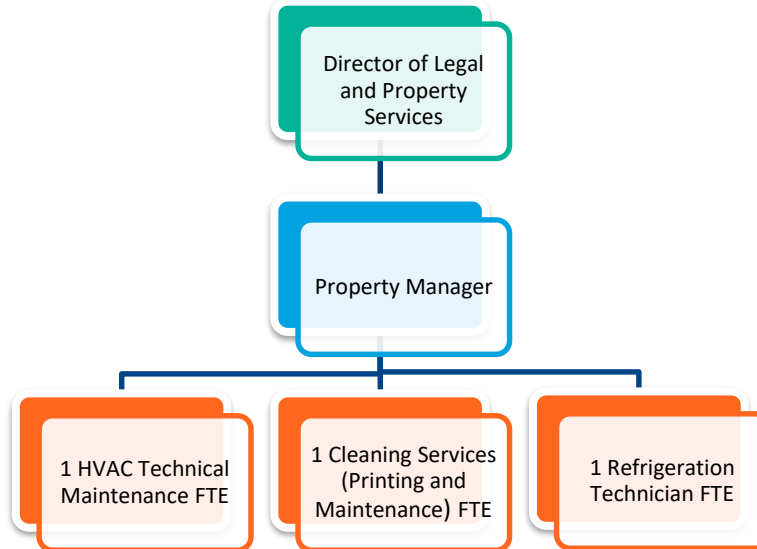 Director of Legal
and Property
Services
Property Manager
1 HVAC Technical
Maintenance FTE
1 Cleaning Services
(Printing and
Maintenance) FTE
1 Refrigeration
Technician FTE